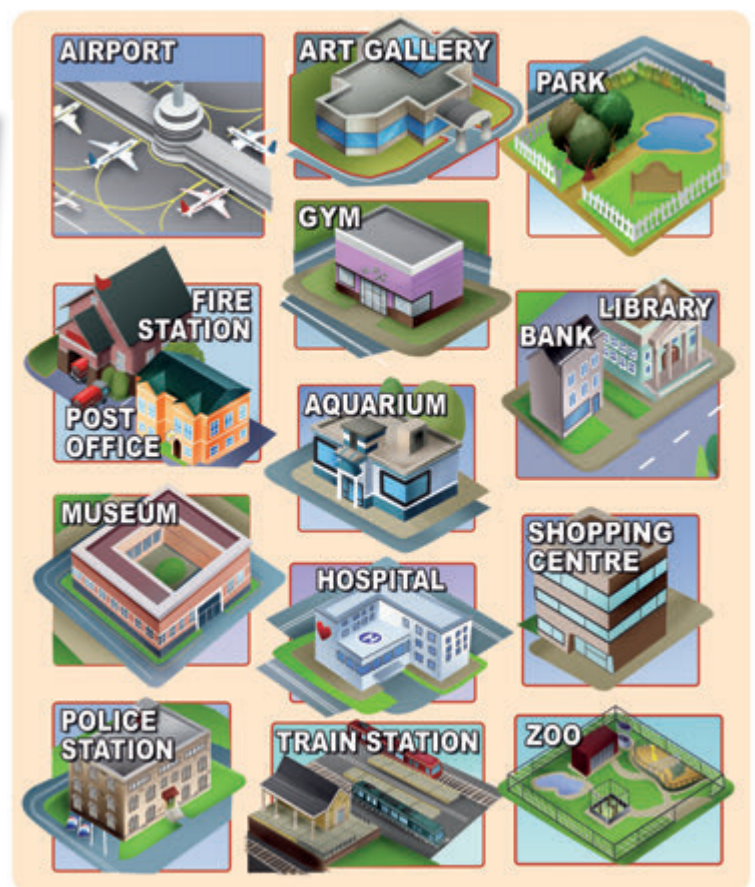 AIRPORT
ART GALLERY
PARK
GYM
FIRE
STATION
POST
OFFICE
BANK
LIBRARY
AQUARIUM
MUSEUM
HOSPITAL
SHOPPING
CENTRE
POLICE
STATION
TRAIN STATION
ZOO